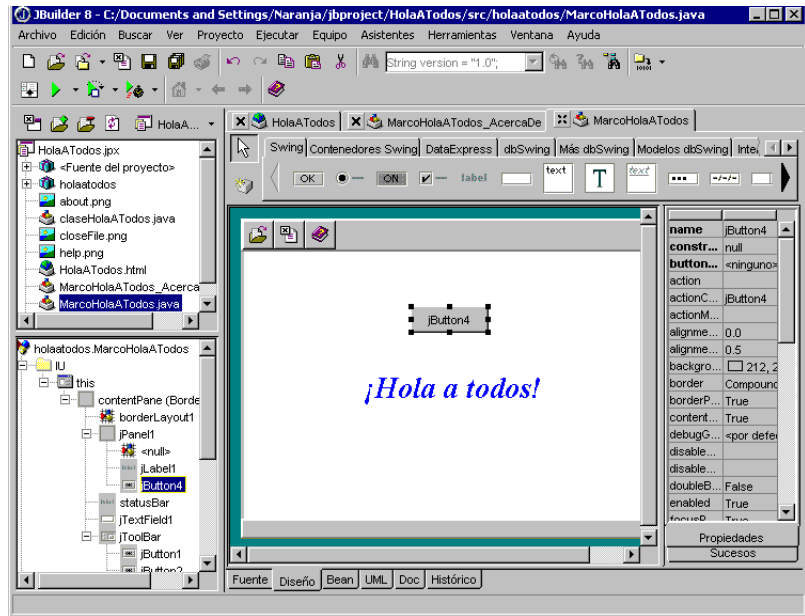 JBuilder 8 - C:/Documents and Settings/Naranja/jbproject/HolaATodos/src/holaatodos/MarcoHolaATodos.java
Archivo Edición Buscar Ver Proyecto Ejecutar Equipo Asistentes Herramientas Ventana Ayuda
String version = "1.0";
HolaA...
HolaATodos MarcoHolaATodos_AcercaDe MarcoHolaATodos
HolaATodos.jpx
<Fuente del proyecto>
holaatodos
about.png
claseHolaATodos.java
closeFile.png
help.png
HolaATodos.html
MarcoHolaATodos_Acerca
MarcoHolaATodos.java
Swing Contenedores Swing DataExpress dbSwing Más dbSwing Modelos dbSwing
OK ON label text T text
holaatodos.MarcoHolaATodos
IU
this
contentPane (Borde
borderLayout1
jPanel1
<null>
jLabel1
jButton4
statusBar
jTextField1
jToolBar
jButton1
jButton2
jButton4
¡Hola a todos!
name jButton4
constr... null
button... <ninguno>
action
actionC... jButton4
actionM...
alignme... 0.0
alignme... 0.5
backgro... 212, 2
border Compound
borderP... True
content... True
debugG... <por defe
disable...
disable...
doubleB... False
enabled True
focusP... True
Propiedades
Sucesos
Fuente Diseño Bean UML Doc Histórico